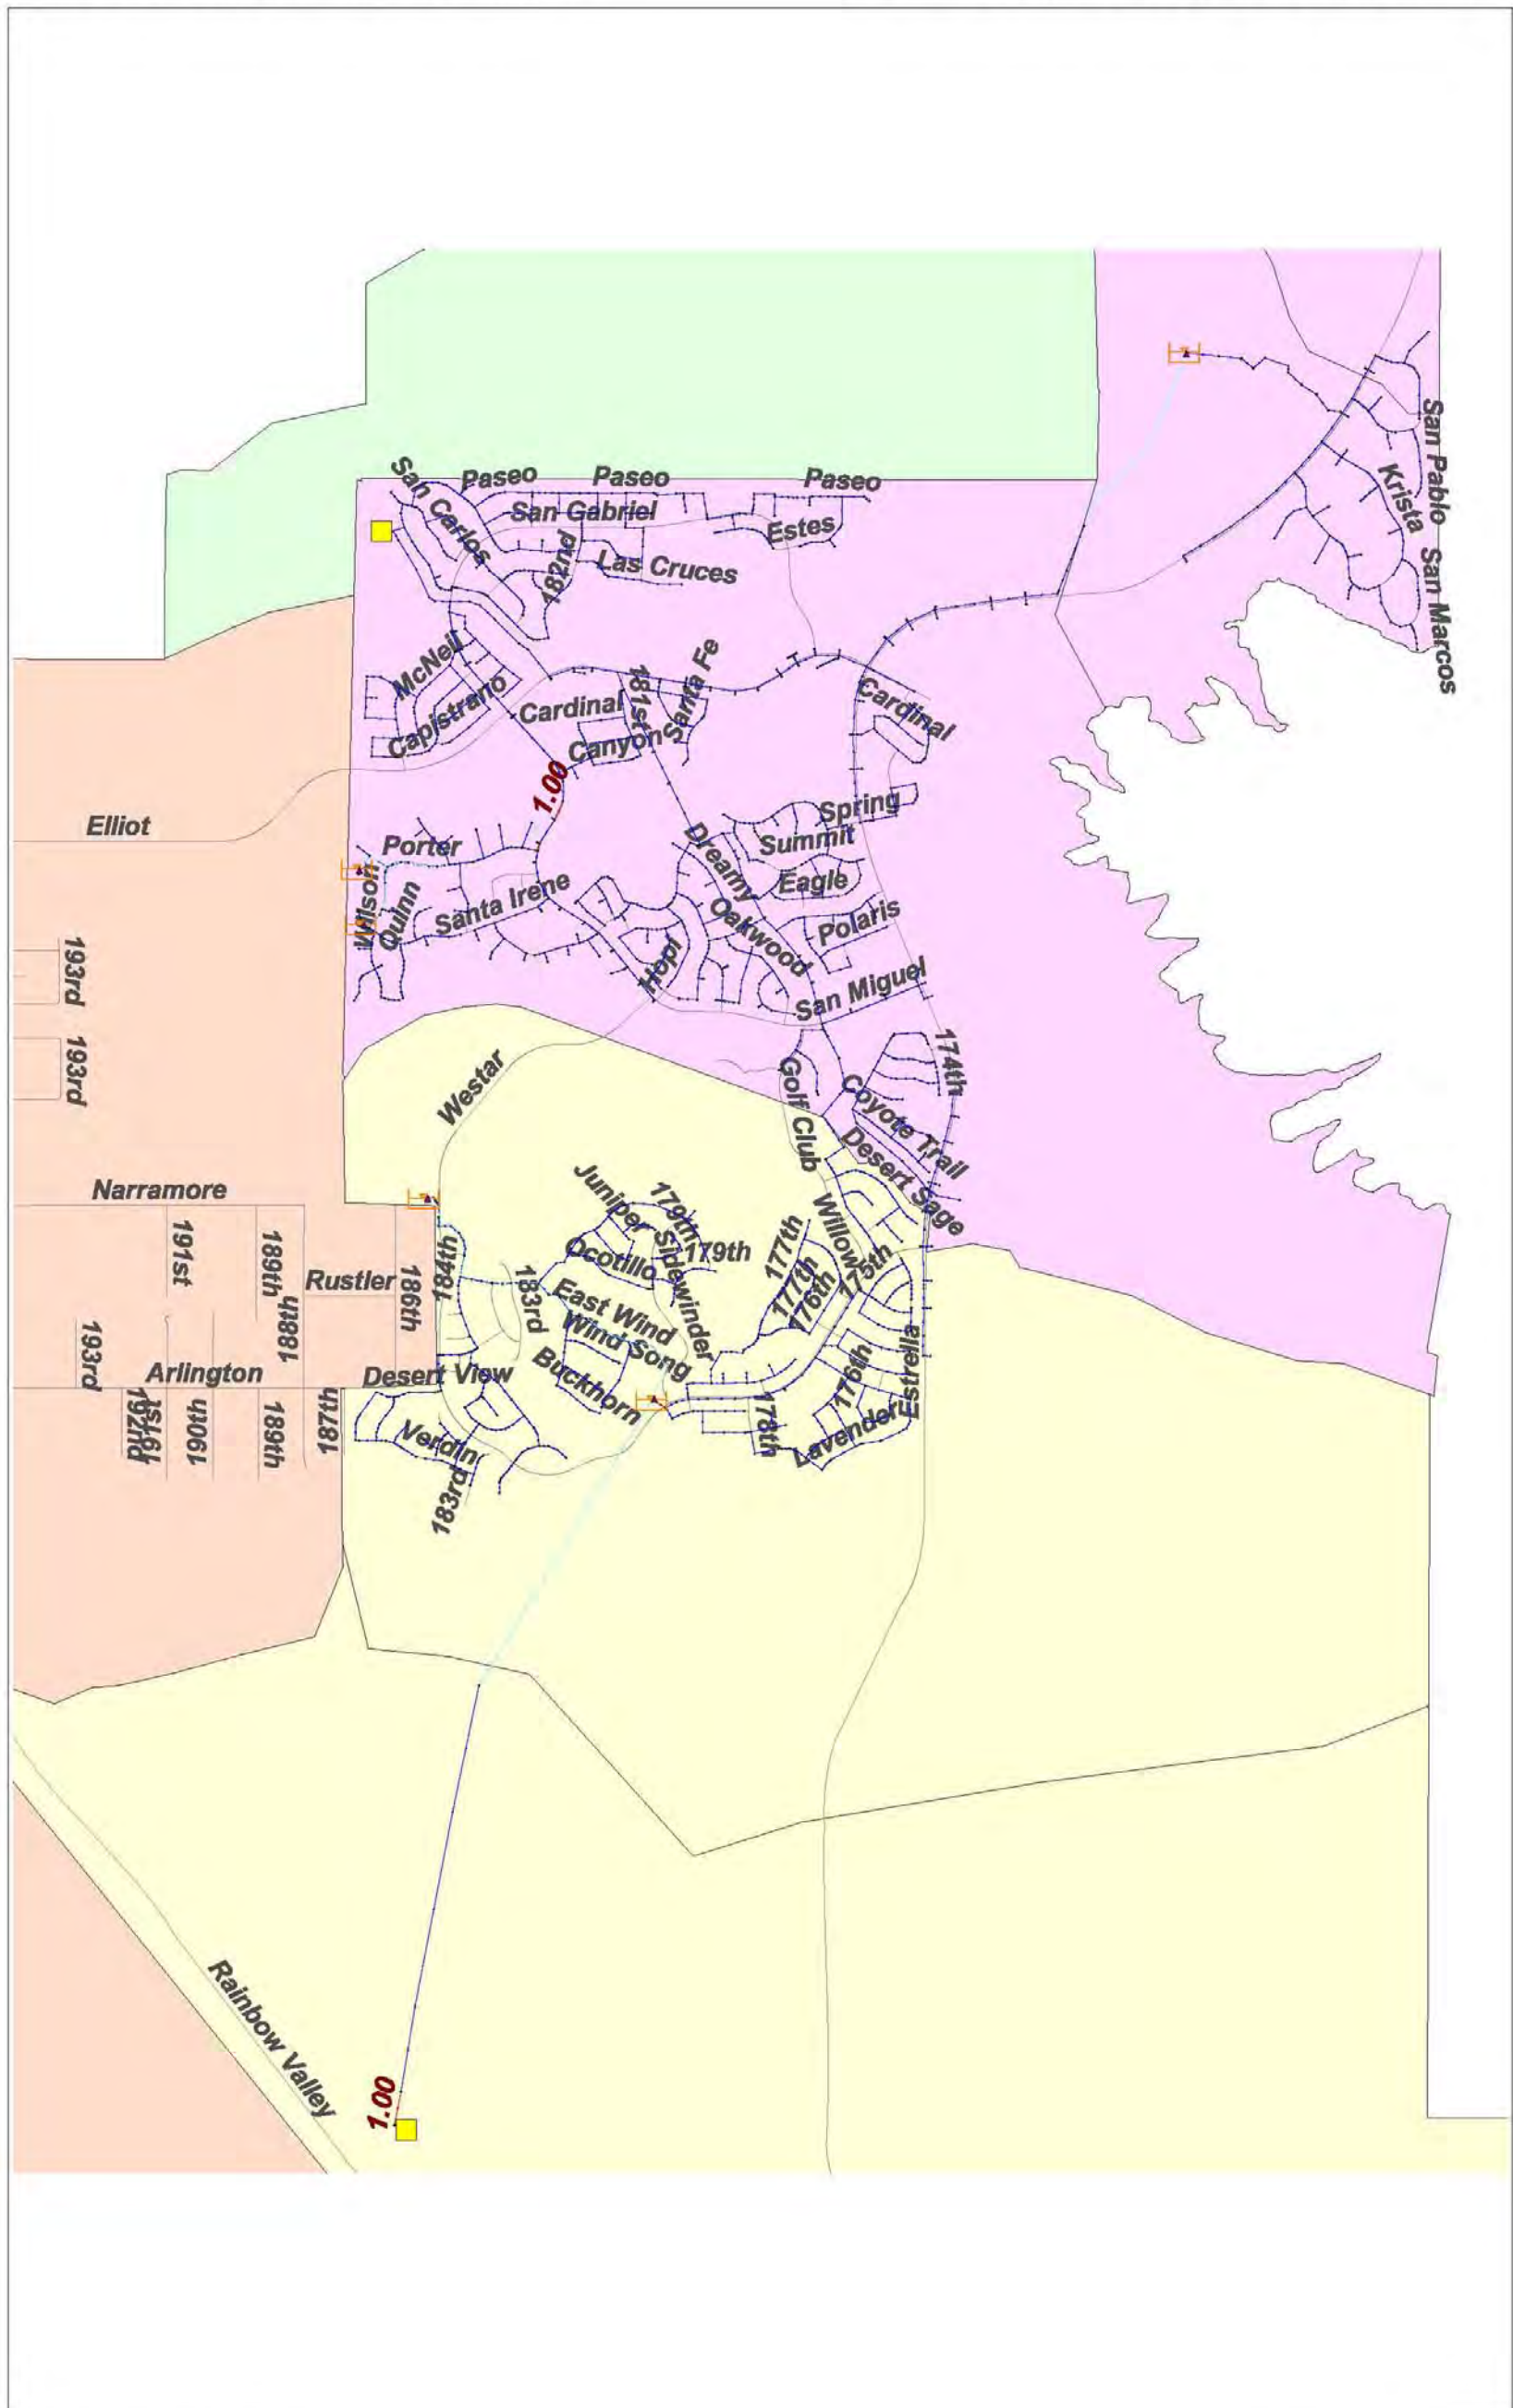 San Pablo
Krista
San Marcos
Paseo
Paseo
Paseo
San Carlos
San Gabriel
Estes
182nd
Las Cruces
McNeil
Capistrano
Cardinal
181st
Santa Fe
Canyon
Cardinal
1.00
Spring
Summit
Dreamy
Eagle
Elliot
Porter
Wilson
Quinn
Santa Irene
Oakwood
Polaris
Hopi
San Miguel
193rd
193rd
174th
Westar
Golf Club
Coyote Trail
Desert Sage
Narramore
191st
189th
Rustler
188th
186th
184th
Juniper
179th
179th
Ocotillo
Sidewinder
183rd
East Wind
Wind Song
Buckhorn
177th
177th
176th
Willow
175th
193rd
Arlington
Desert View
176th
Estrella
192nd
191st
190th
189th
187th
Verdin
183rd
178th
Lavender
Rainbow Valley
1.00